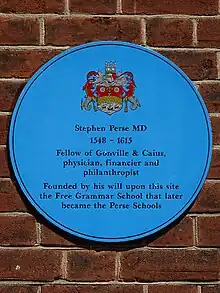 Stephen Perse MD
1548 - 1615
Fellow of Gonville & Caius,
physician, financier and
philanthropist
Founded by his will upon this site
the Free Grammar School that later
became the Perse Schools